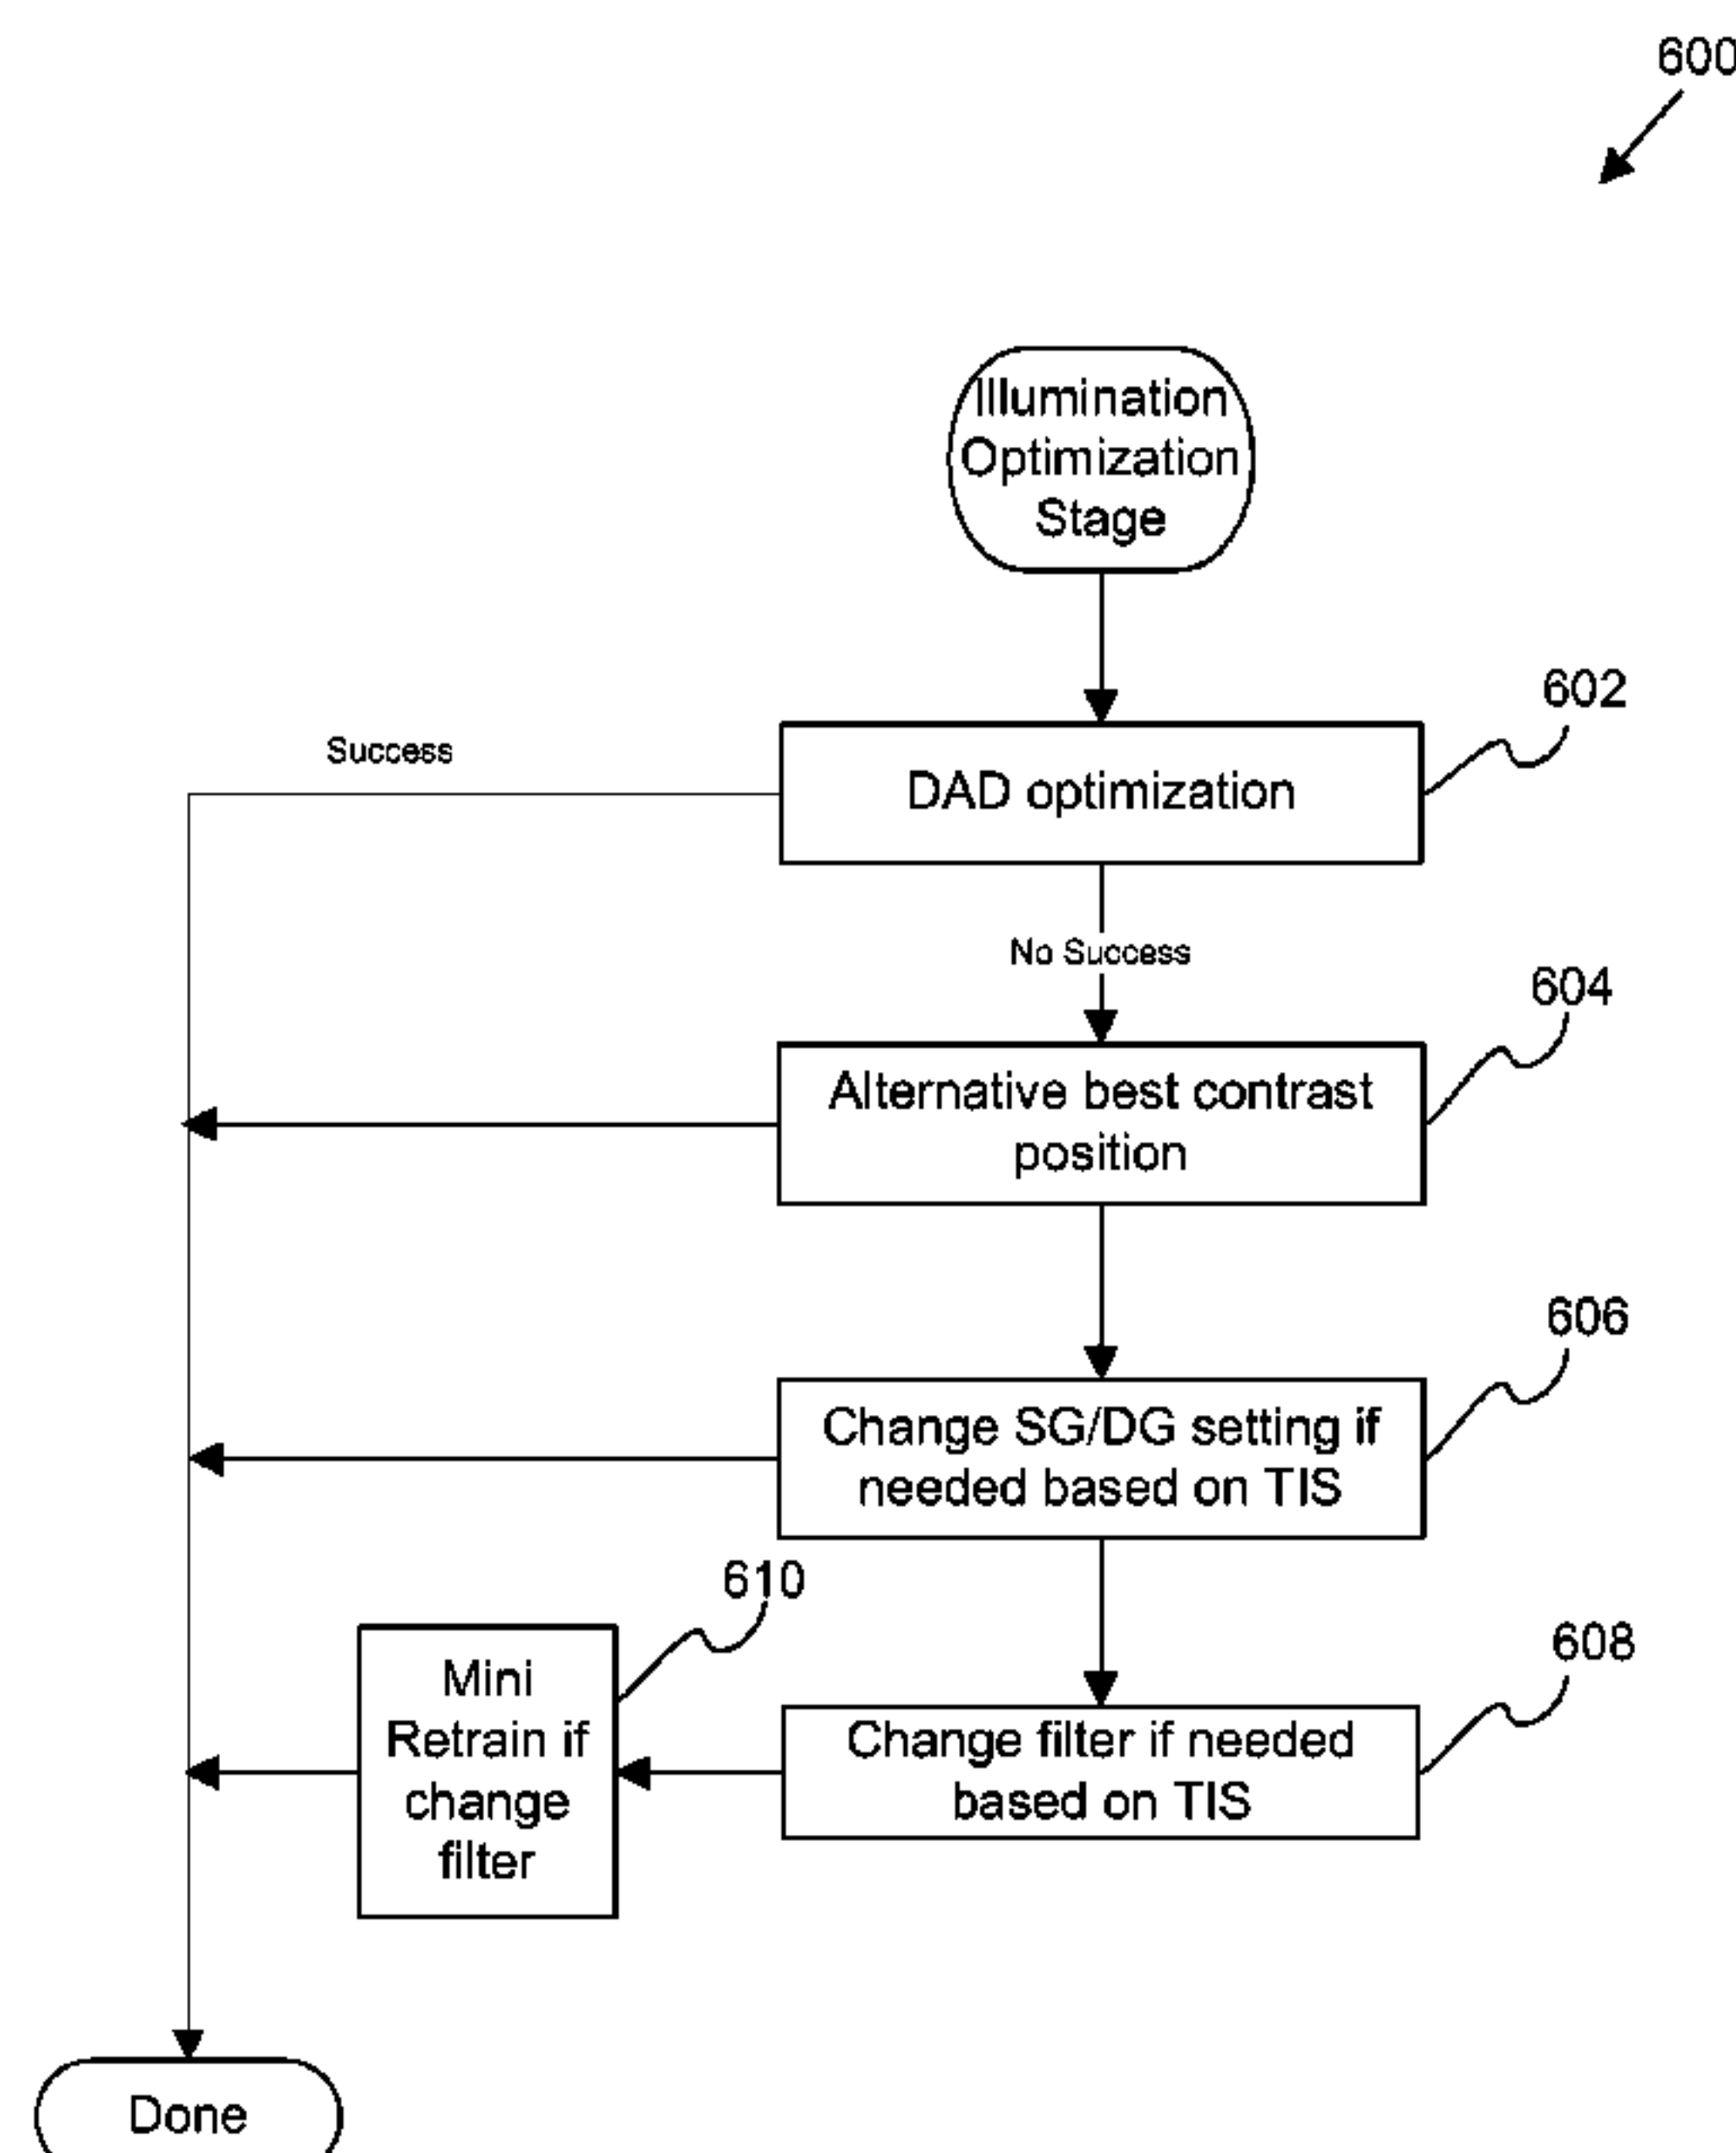 600
Illumination
Optimization
Stage
602
Success
DAD optimization
No Success
604
Alternative best contrast
position
606
Change SG/DG setting if
needed based on TIS
610
608
Mini
Retrain if
change
filter
Change filter if needed
based on TIS
Done